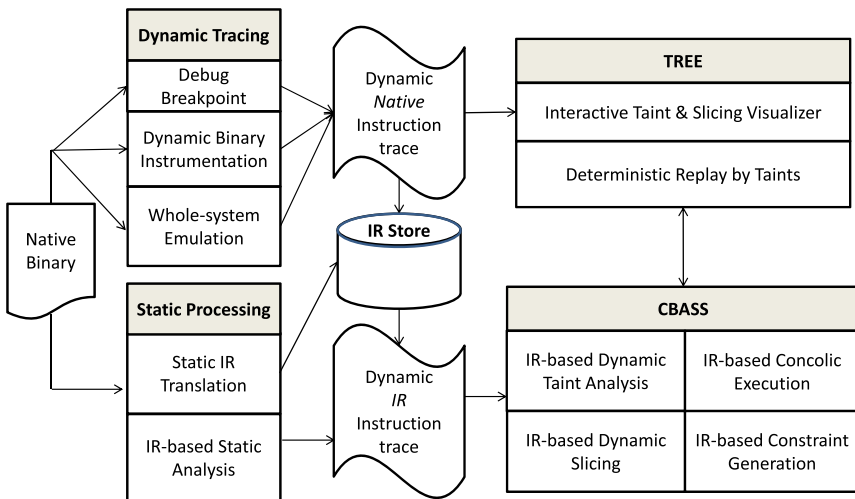 Native
Binary
Dynamic Tracing
Debug
Breakpoint
Dynamic Binary
Instrumentation
Whole-system
Emulation
Static Processing
Static IR
Translation
IR-based Static
Analysis
Dynamic
Native
Instruction
trace
IR Store
Dynamic
IR
Instruction
trace
TREE
Interactive Taint & Slicing Visualizer
Deterministic Replay by Taints
CBASS
IR-based Dynamic
Taint Analysis
IR-based Concolic
Execution
IR-based Dynamic
Slicing
IR-based Constraint
Generation